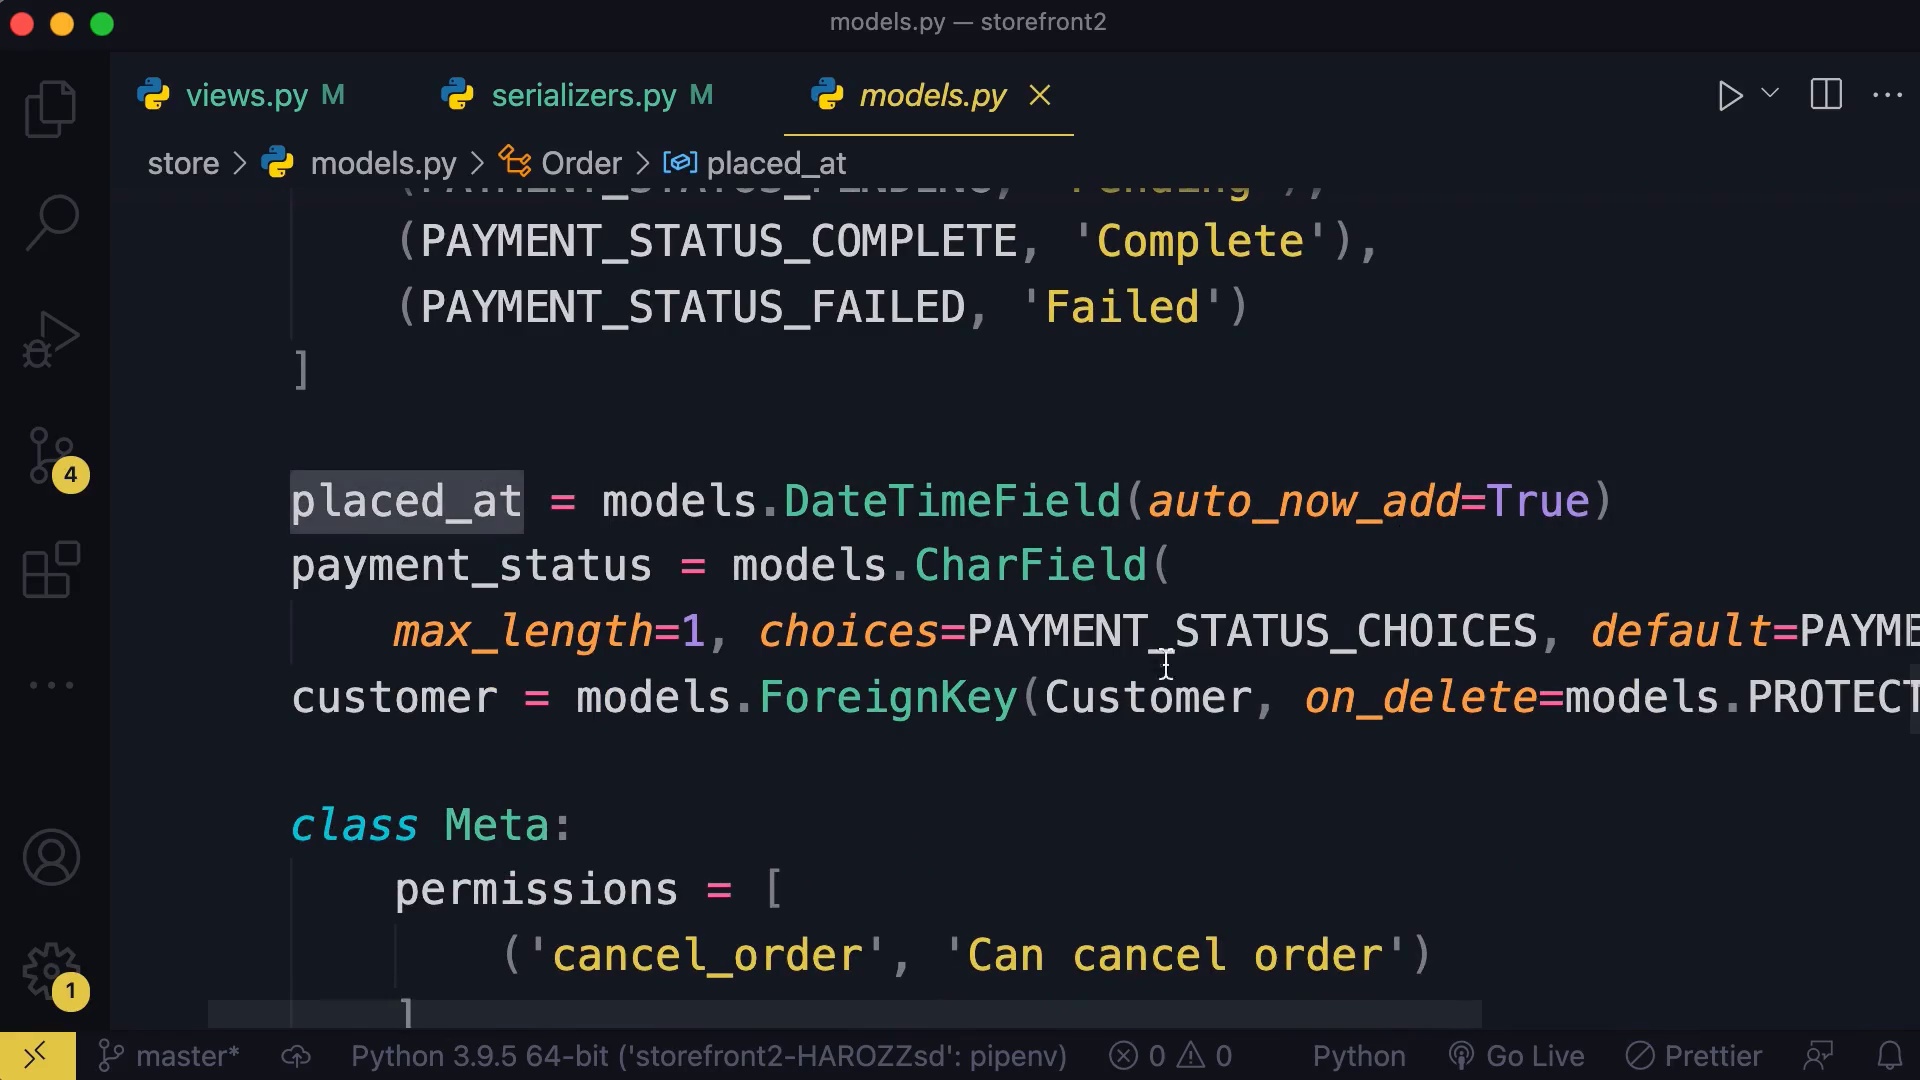 models.py — storefront2
views.py M
serializers.py M
models.py
store > models.py > Order > placed_at
(PAYMENT_STATUS_PENDING, 'Pending'),
(PAYMENT_STATUS_COMPLETE, 'Complete'),
(PAYMENT_STATUS_FAILED, 'Failed')
]
placed_at = models.DateTimeField(auto_now_add=True)
payment_status = models.CharField(
max_length=1, choices=PAYMENT_STATUS_CHOICES, default=PAYME
customer = models.ForeignKey(Customer, on_delete=models.PROTECT
class Meta:
permissions = [
('cancel_order', 'Can cancel order')
]
4
1
master* Python 3.9.5 64-bit ('storefront2-HAROZZsd': pipenv) 0 0 Python Go Live Prettier